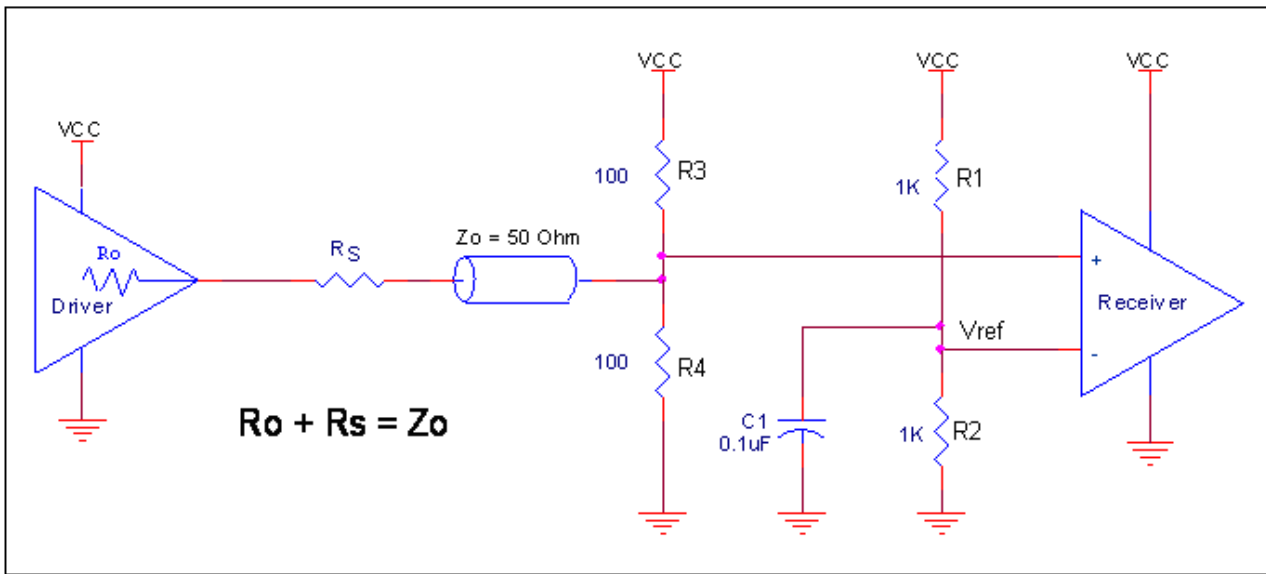 VCC
VCC
VCC
VCC
Ro
Driver
RS
Zo = 50 Ohm
100
R3
100
R4
1K
R1
1K
R2
Vref
C1
0.1uF
+
-
Receiver
Ro + Rs = Zo